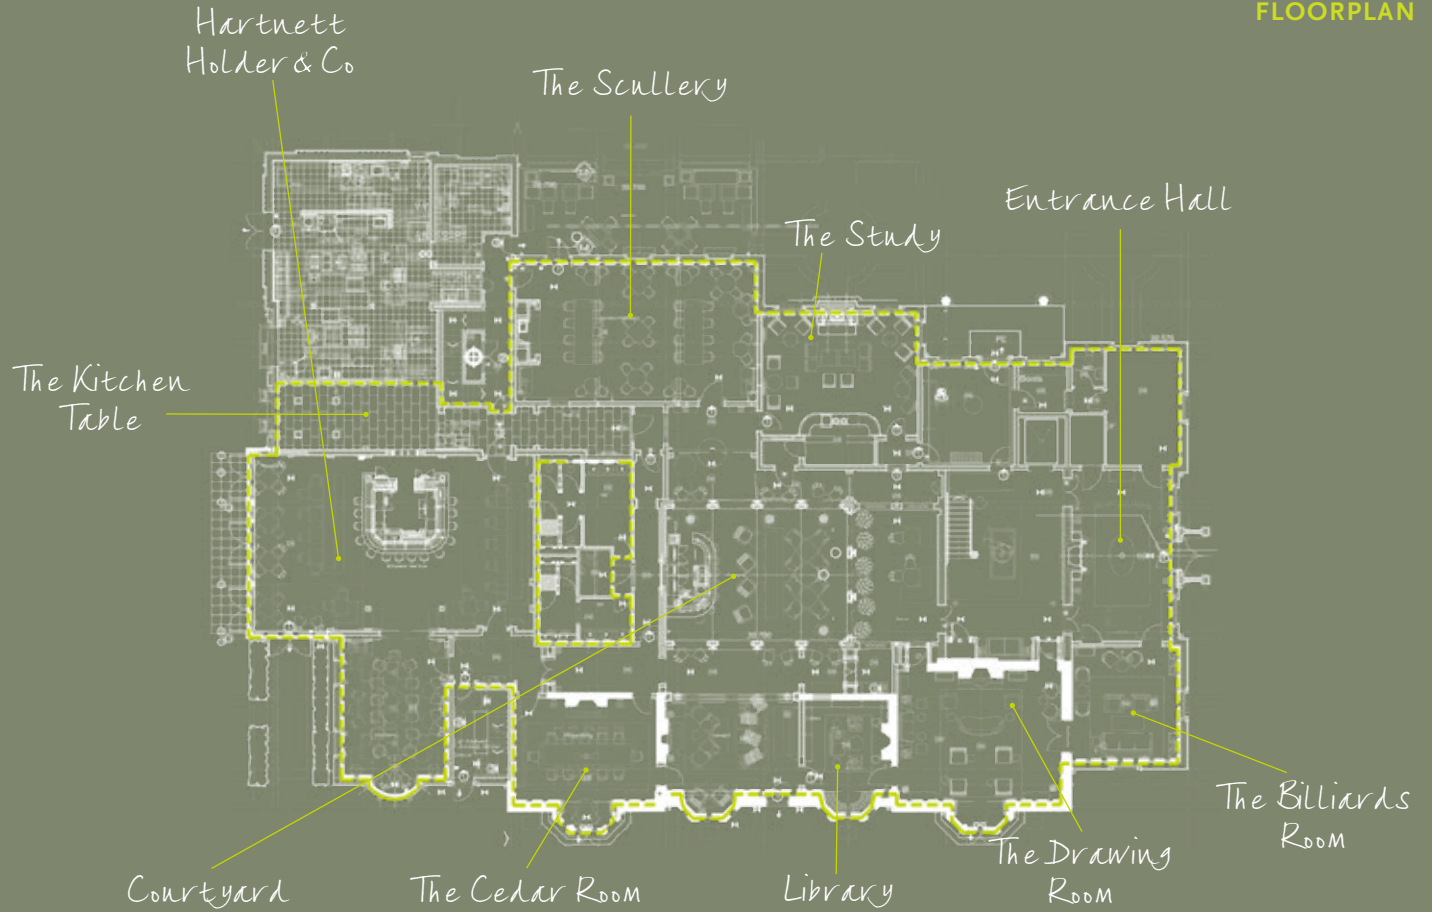 FLOORPLAN
Hartnett
Holder & Co
The Scullery
Entrance Hall
The Study
The Kitchen
Table
The Billiards
Room
The Drawing
Room
Courtyard
The Cedar Room
Library